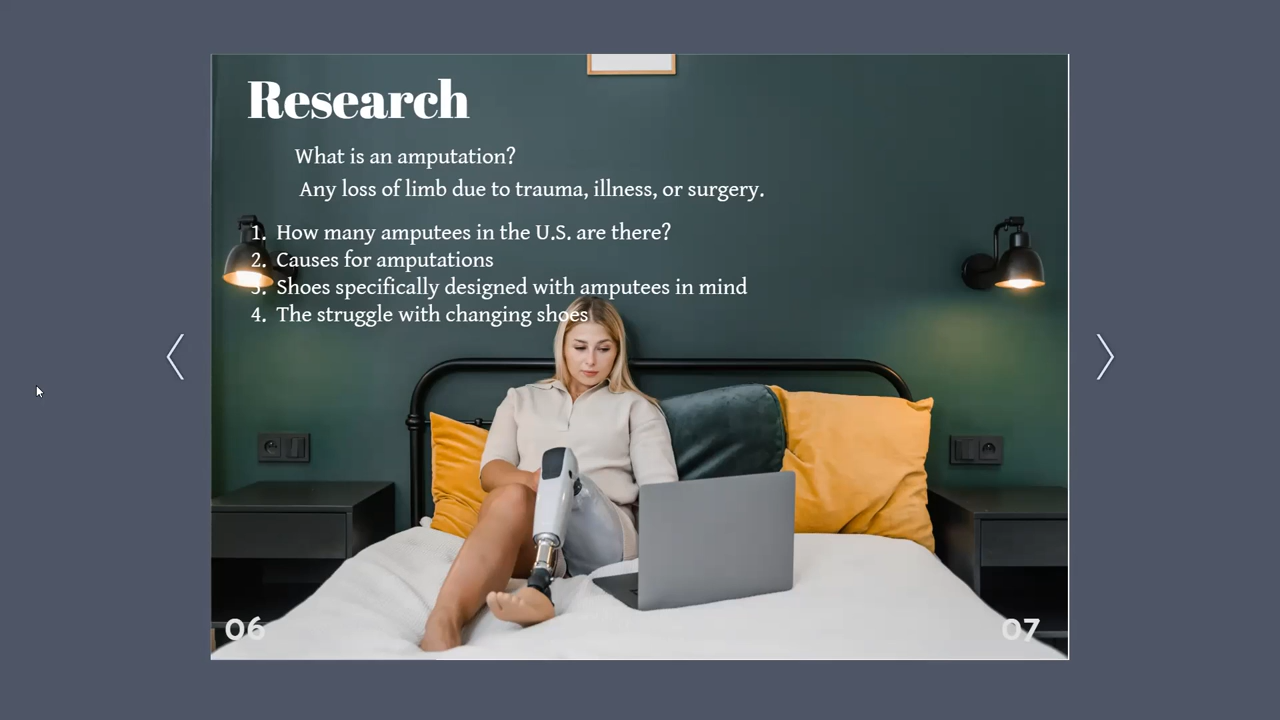 Research
What is an amputation?
Any loss of limb due to trauma, illness, or surgery.
1. How many amputees in the U.S. are there?
2. Causes for amputations
3. Shoes specifically designed with amputees in mind
4. The struggle with changing shoes
06
07